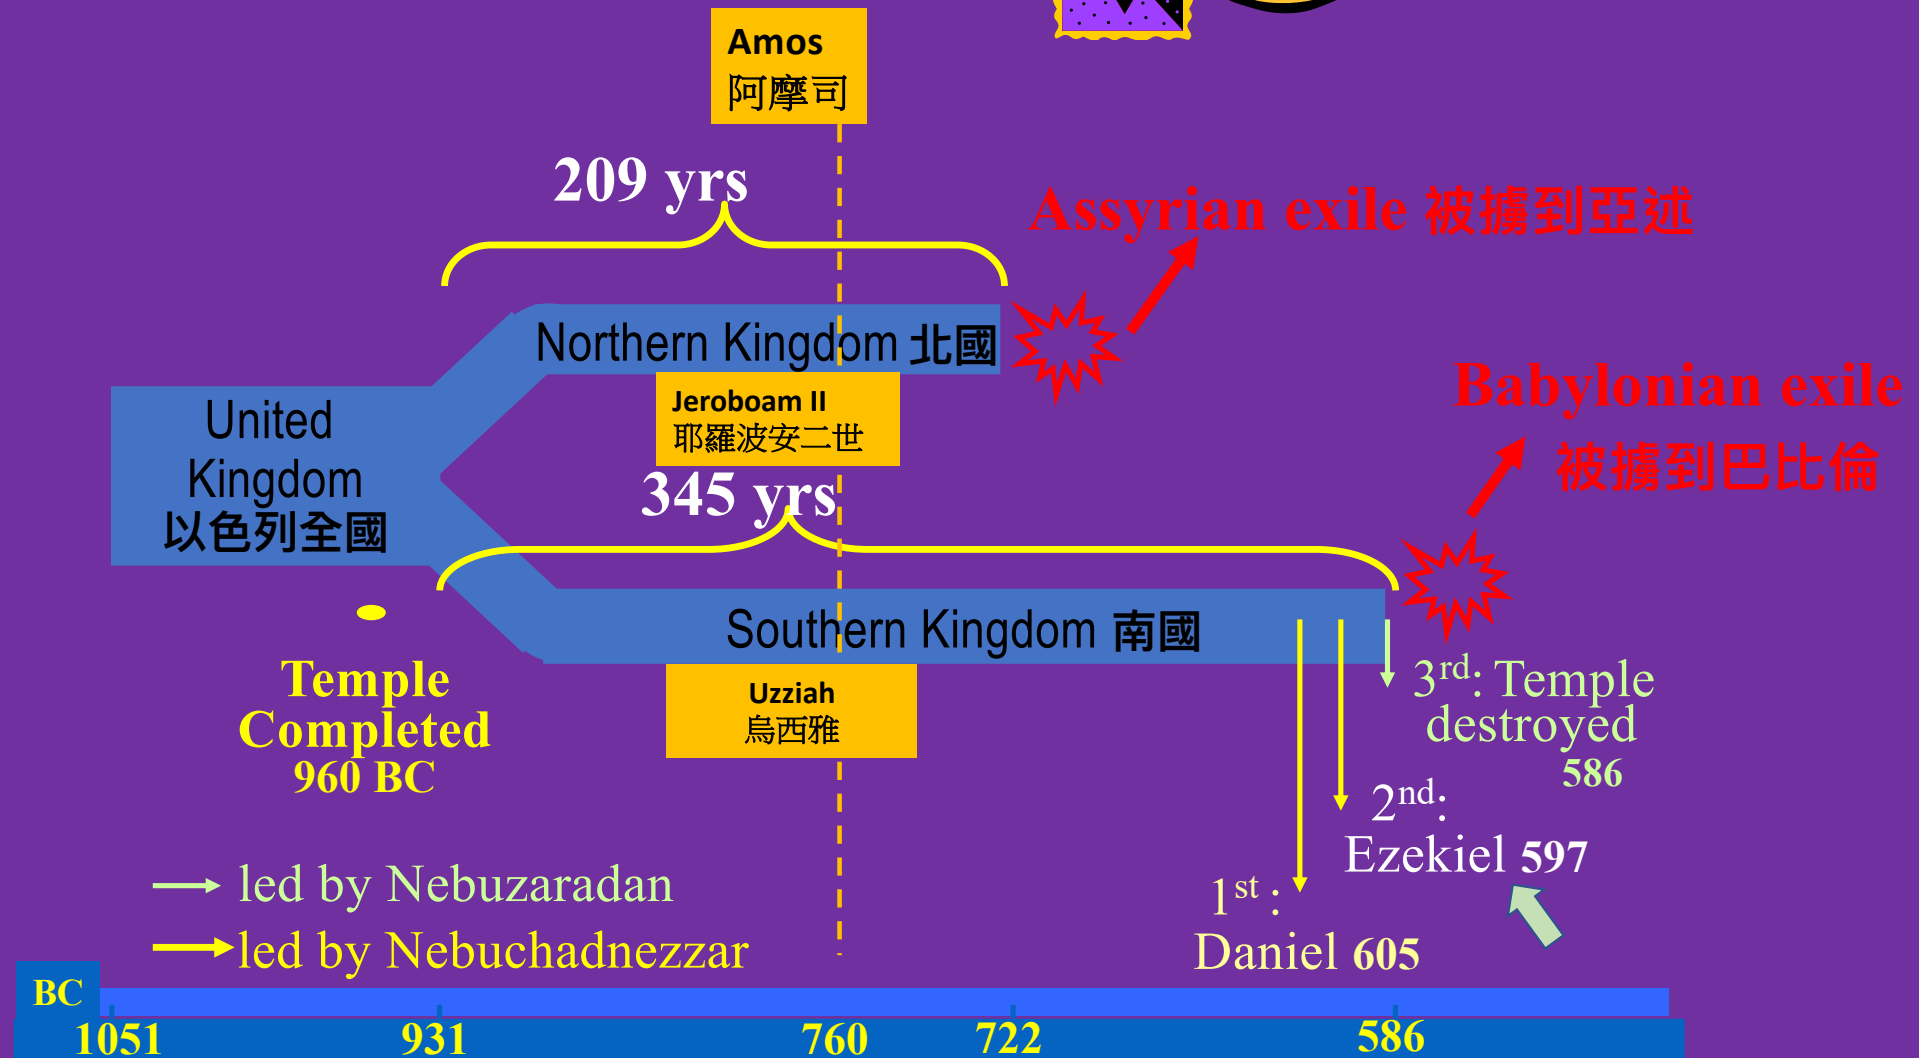 Amos
阿摩司
209 yrs
Assyrian exile 被擄到亞述
Northern Kingdom 北國
Jeroboam II
耶羅波安二世
Babylonian exile
被擄到巴比倫
United
Kingdom
以色列全國
345 yrs
Southern Kingdom 南國
Uzziah
烏西雅
Temple
Completed
960 BC
3rd: Temple
destroyed
586
2nd:
Ezekiel 597
1st :
Daniel 605
led by Nebuzaradan
led by Nebuchadnezzar
BC
1051 931 760 722 586